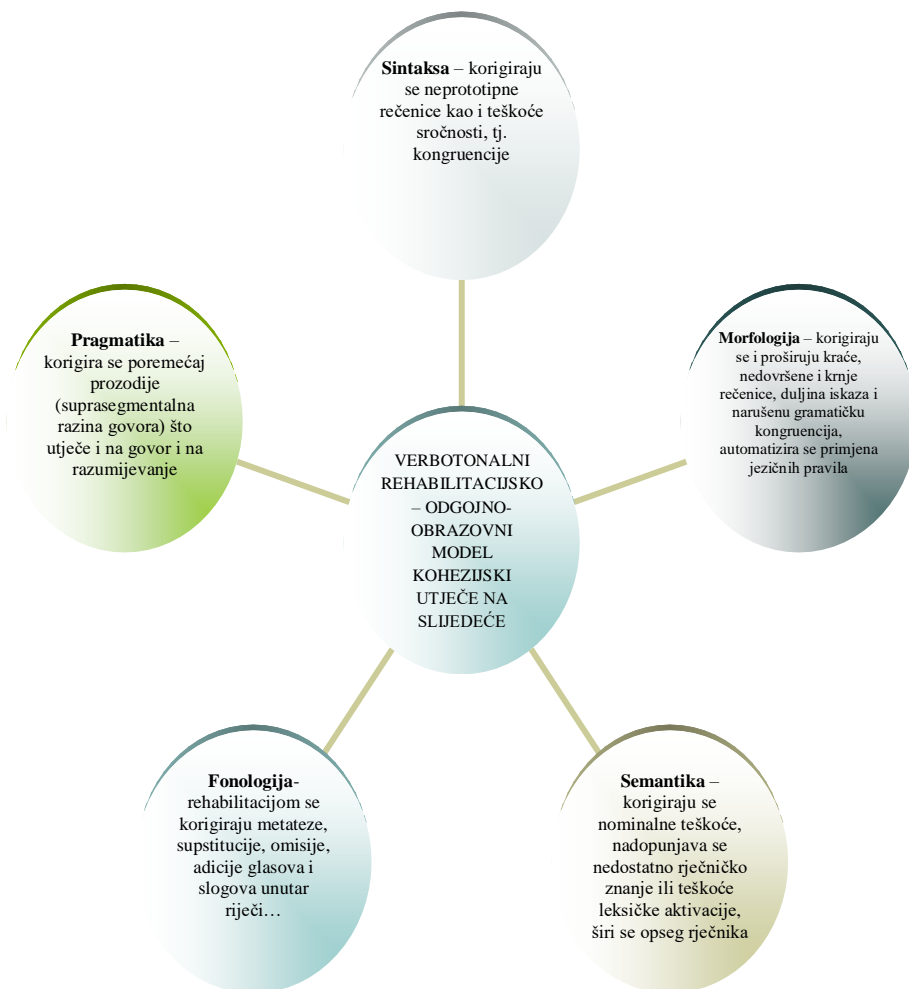 Sintaksa – korigiraju
se neprototipne
rečenice kao i teškoće
sročnosti, tj.
kongruencije
Pragmatika –
korigira se poremećaj
prozodije
(suprasegmentalna
razina govora) što
utječe i na govor i na
razumijevanje
Morfologija – korigiraju
se i proširuju kraće,
nedovršene i krnje
rečenice, duljina iskaza i
narušenu gramatičku
kongruencija,
automatizira se primjena
jezičnih pravila
VERBOTONALNI
REHABILITACIJSKO
– ODGOJNO-
OBRAZOVNI
MODEL
KOHEZIJSKI
UTJEČE NA
SLIJEDEĆE
Fonologija-
rehabilitacijom se
korigiraju metateze,
supstitucije, omisije,
adicije glasova i
slogova unutar
riječi…
Semantika –
korigiraju se
nominalne teškoće,
nadopunjava se
nedostatno rječničko
znanje ili teškoće
leksičke aktivacije,
širi se opseg rječnika